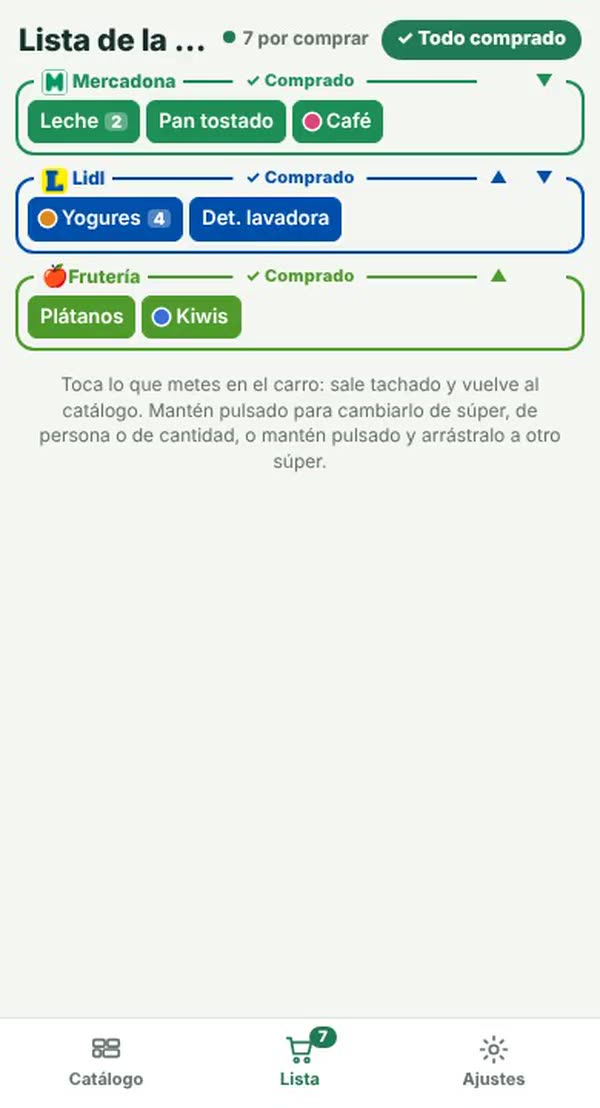 Lista de la ... 7 por comprar ✓ Todo comprado
M Mercadona ✓ Comprado ▼
Leche 2 Pan tostado Café
L Lidl ✓ Comprado ▲ ▼
Yogures 4 Det. lavadora
Frutería ✓ Comprado ▲
Plátanos Kiwis
Toca lo que metes en el carro: sale tachado y vuelve al
catálogo. Mantén pulsado para cambiarlo de súper, de
persona o de cantidad, o mantén pulsado y arrástralo a otro
súper.
7
Catálogo Lista Ajustes